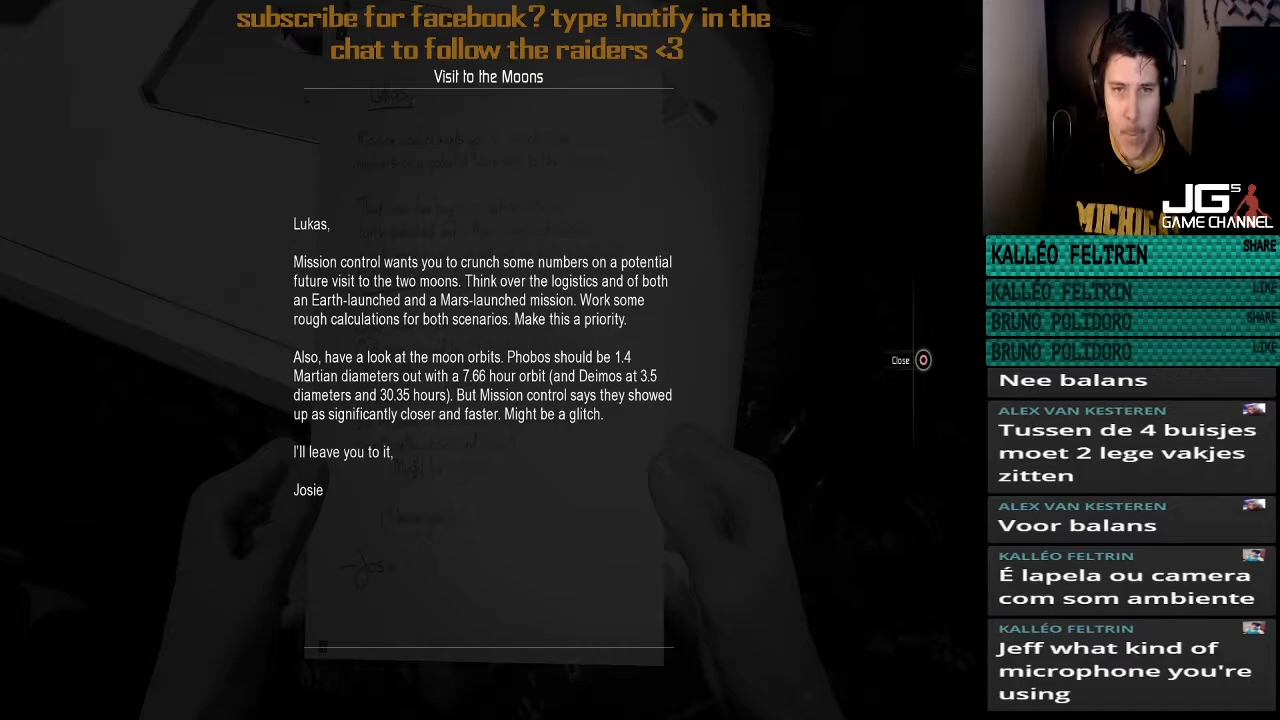 subscribe for facebook? type !notify in the
chat to follow the raiders <3
Visit to the Moons
Lukas,
Mission control wants you to crunch some numbers on a potential
future visit to the two moons. Think over the logistics and of both
an Earth-launched and a Mars-launched mission. Work some
rough calculations for both scenarios. Make this a priority.
Also, have a look at the moon orbits. Phobos should be 1.4
Martian diameters out with a 7.66 hour orbit (and Deimos at 3.5
diameters and 30.35 hours). But Mission control says they showed
up as significantly closer and faster. Might be a glitch.
I'll leave you to it,
Josie
Close
JG5
GAME CHANNEL
KALLÉO FELTRIN SHARE
KALLÉO FELTRIN LIKE
BRUNO POLIDORO SHARE
BRUNO POLIDORO LIKE
Nee balans
ALEX VAN KESTEREN
Tussen de 4 buisjes
moet 2 lege vakjes
zitten
ALEX VAN KESTEREN
Voor balans
KALLÉO FELTRIN
É lapela ou camera
com som ambiente
KALLÉO FELTRIN
Jeff what kind of
microphone you're
using